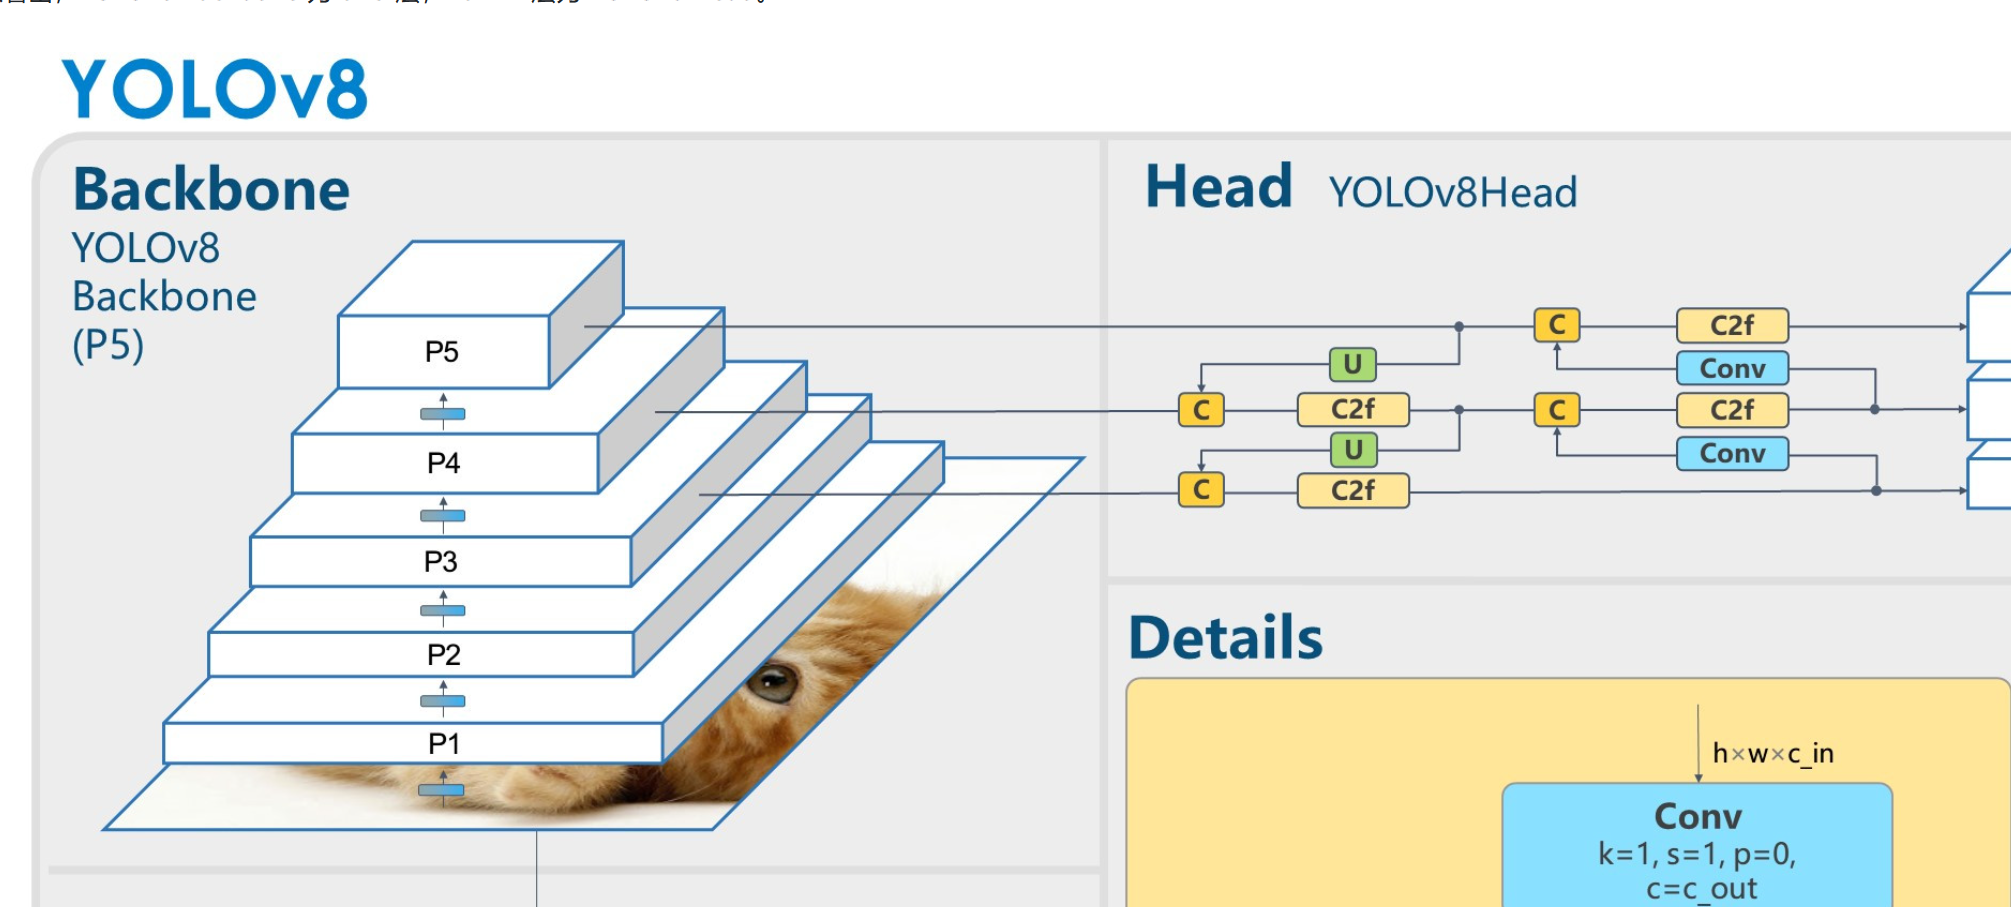 YOLOv8
Backbone
YOLOv8
Backbone
(P5)
P5
P4
P3
P2
P1
Head YOLOv8Head
C C2f
U Conv
C C2f C C2f
U Conv
C C2f
Details
h×w×c_in
Conv
k=1, s=1, p=0,
c=c_out